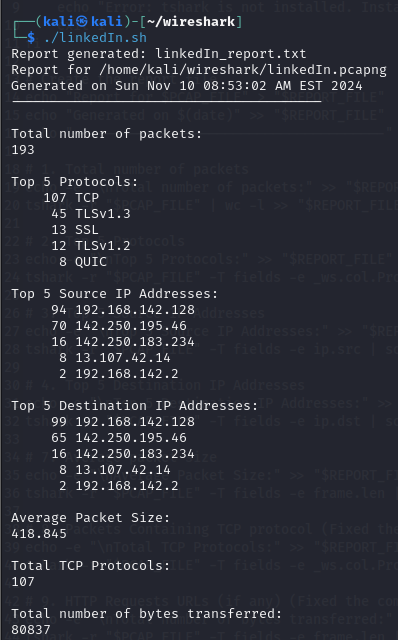 ┌──(kali㉿kali)-[~/wireshark]
└─$ ./linkedIn.sh
Report generated: linkedIn_report.txt
Report for /home/kali/wireshark/linkedIn.pcapng
Generated on Sun Nov 10 08:53:02 AM EST 2024
Total number of packets:
193
Top 5 Protocols:
107 TCP
45 TLSv1.3
13 SSL
12 TLSv1.2
8 QUIC
Top 5 Source IP Addresses:
94 192.168.142.128
70 142.250.195.46
16 142.250.183.234
8 13.107.42.14
2 192.168.142.2
Top 5 Destination IP Addresses:
99 192.168.142.128
65 142.250.195.46
16 142.250.183.234
8 13.107.42.14
2 192.168.142.2
Average Packet Size:
418.845
Total TCP Protocols:
107
Total number of bytes transferred:
80837